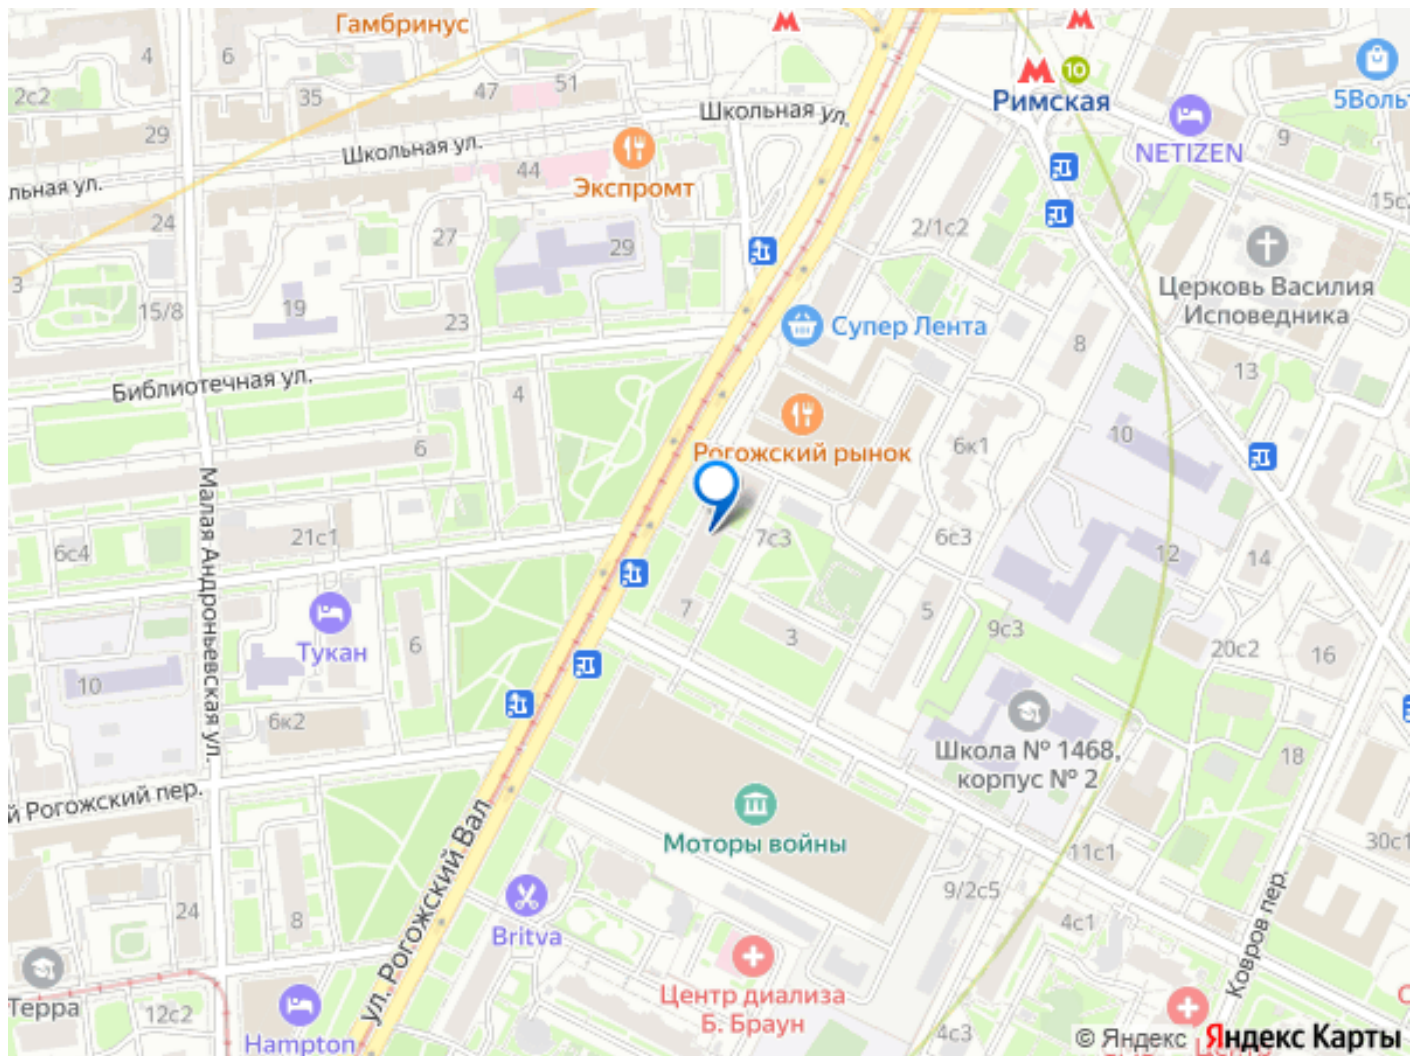 Гамбринус
4
6
2с2
35
47
51
29
Школьная ул.
Школьная ул.
44
Экспромт
льная ул.
24
27
29
3
15/8
19
23
10
Римская
5Воль
NETIZEN
9
15с
2/1с2
Церковь Василия
Исповедника
Супер Лента
8
13
Библиотечная ул.
4
6
Рогожский рынок
6к1
10
Малая Андроньевская ул.
6с4
21с1
7с3
6с3
12
14
Тукан
6
7
3
5
9с3
20с2
16
10
6к2
Школа № 1468,
корпус № 2
18
й Рогожский пер.
ул. Рогожский Вал
Моторы войны
11с1
30с1
9/2с5
24
8
Britva
4с1
Ковров пер.
Терра
12с2
Центр диализа
Б. Браун
Hampton
4с3
© Яндекс Яндекс Карты